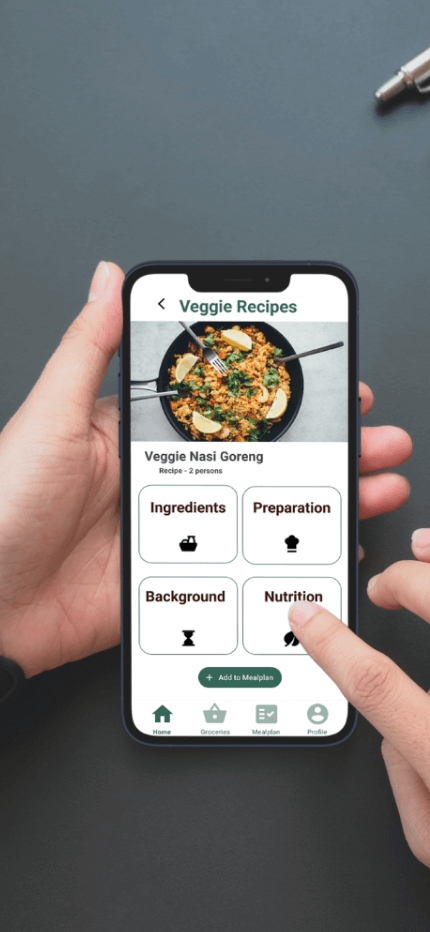 Veggie Recipes
Veggie Nasi Goreng
Recipe - 2 persons
Ingredients
Preparation
Background
Nutrition
+ Add to Mealplan
Home
Groceries
Mealplan
Profile